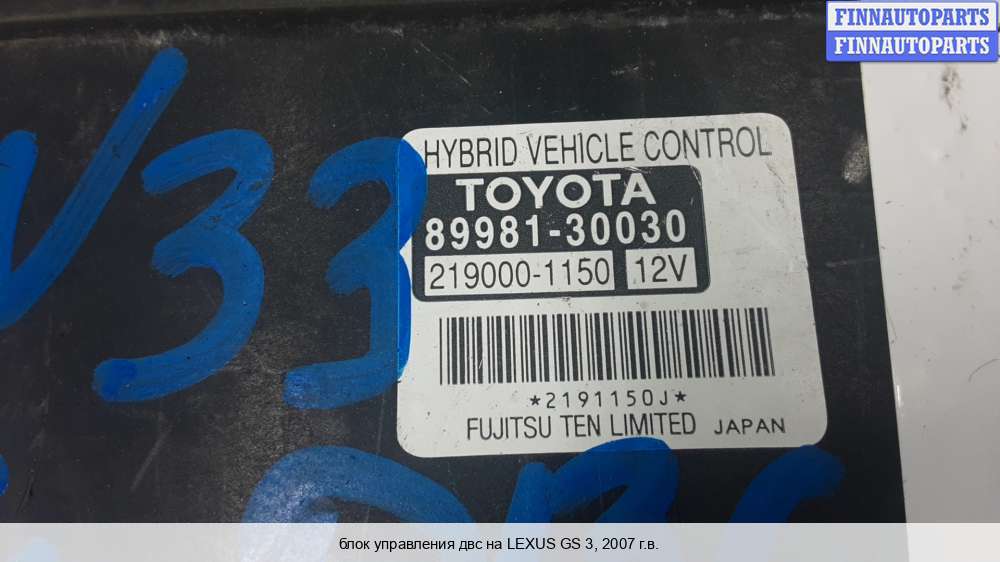 FINNAUTOPARTS
FINNAUTOPARTS
33
HYBRID VEHICLE CONTROL
TOYOTA
89981-30030
219000-1150 12V
*2191150J*
FUJITSU TEN LIMITED JAPAN
блок управления двс на LEXUS GS 3, 2007 г.в.